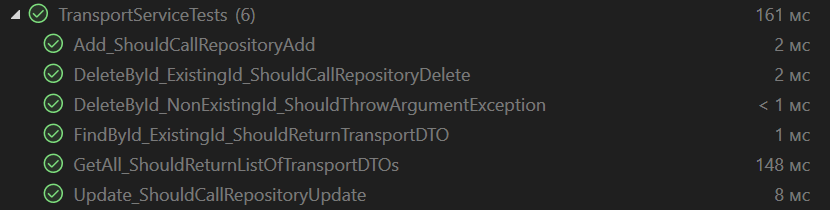 TransportServiceTests (6) 161 мс
Add_ShouldCallRepositoryAdd 2 мс
DeleteById_ExistingId_ShouldCallRepositoryDelete 2 мс
DeleteById_NonExistingId_ShouldThrowArgumentException < 1 мс
FindById_ExistingId_ShouldReturnTransportDTO 1 мс
GetAll_ShouldReturnListOfTransportDTOs 148 мс
Update_ShouldCallRepositoryUpdate 8 мс